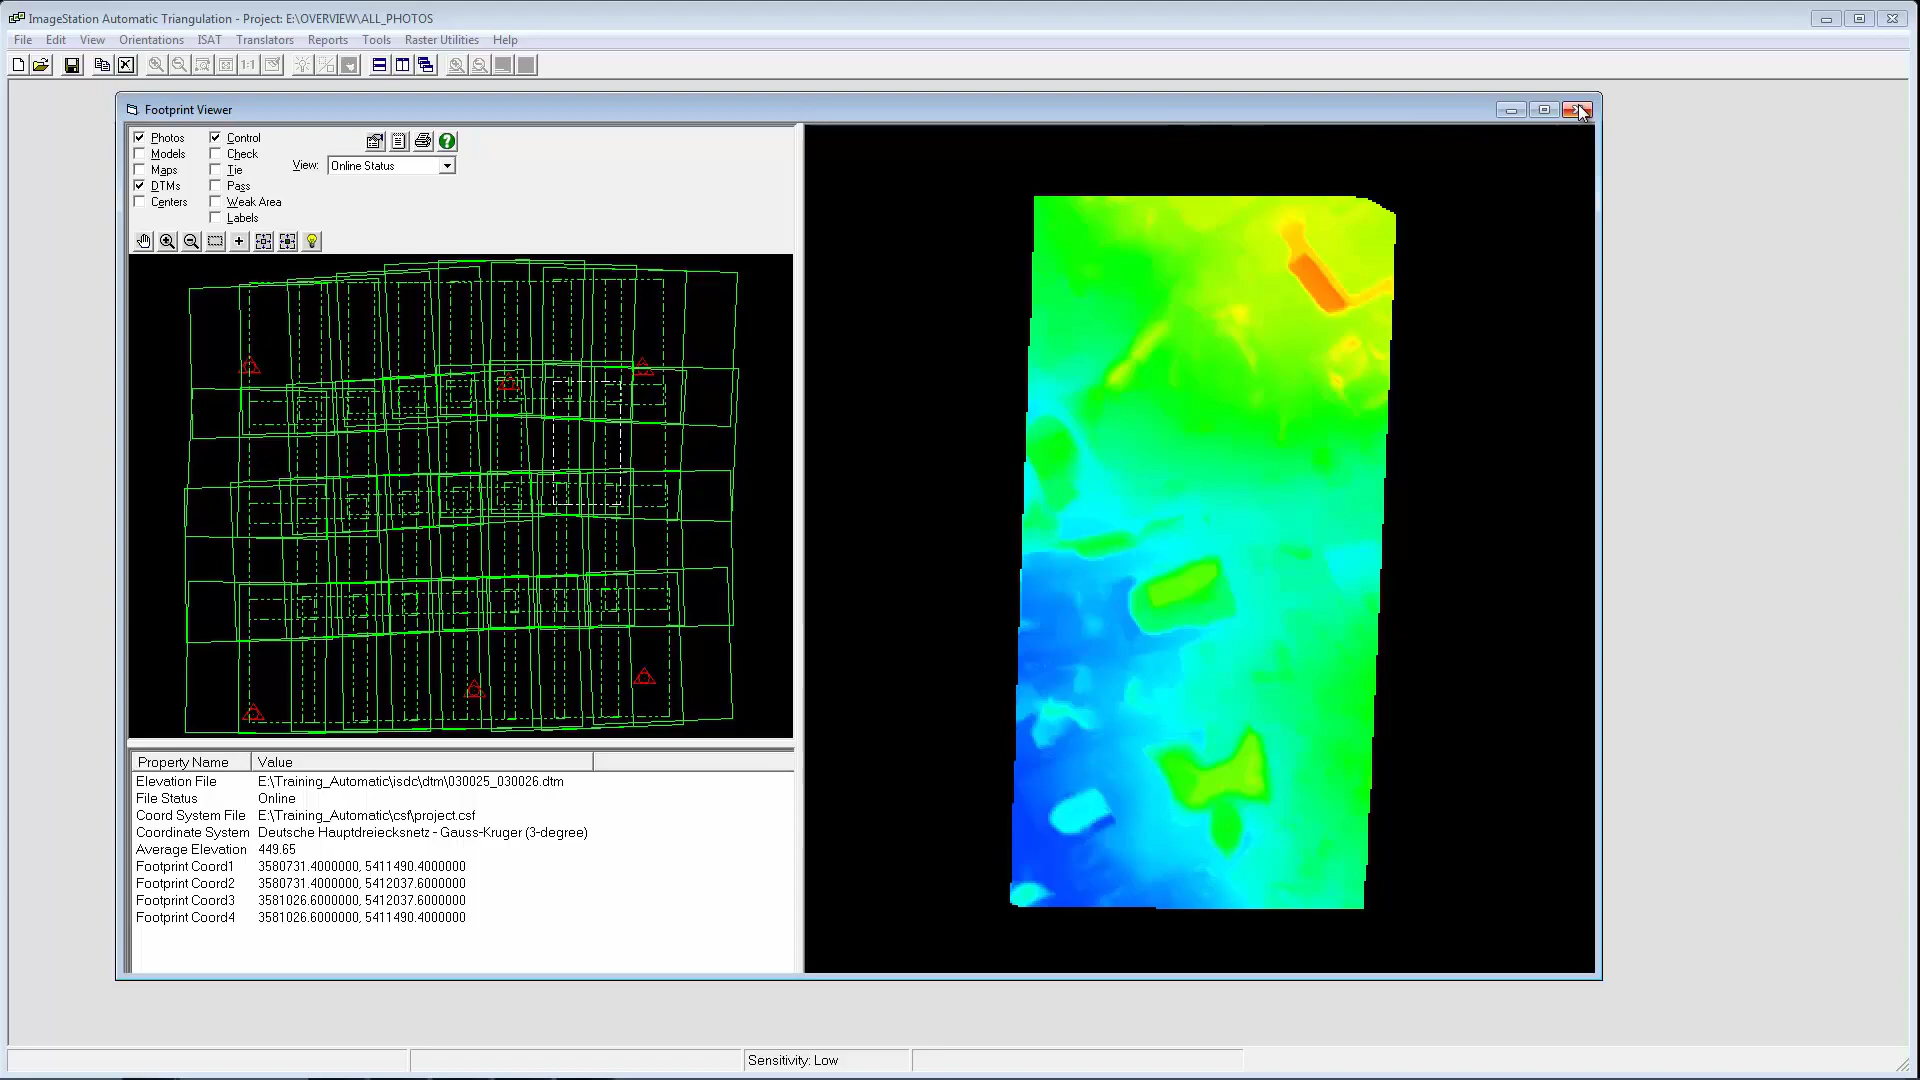 ImageStation Automatic Triangulation - Project: E:\OVERVIEW\ALL_PHOTOS
File Edit View Orientations ISAT Translators Reports Tools Raster Utilities Help
1:1
Footprint Viewer
Photos Control
Models Check
Maps Tie
View: Online Status
DTMs Pass
Centers Weak Area
Labels
Property Name Value
Elevation File E:\Training_Automatic\isdc\dtm\030025_030026.dtm
File Status Online
Coord System File E:\Training_Automatic\csf\project.csf
Coordinate System Deutsche Hauptdreiecksnetz - Gauss-Kruger (3-degree)
Average Elevation 449.65
Footprint Coord1 3580731.4000000, 5411490.4000000
Footprint Coord2 3580731.4000000, 5412037.6000000
Footprint Coord3 3581026.6000000, 5412037.6000000
Footprint Coord4 3581026.6000000, 5411490.4000000
Sensitivity: Low